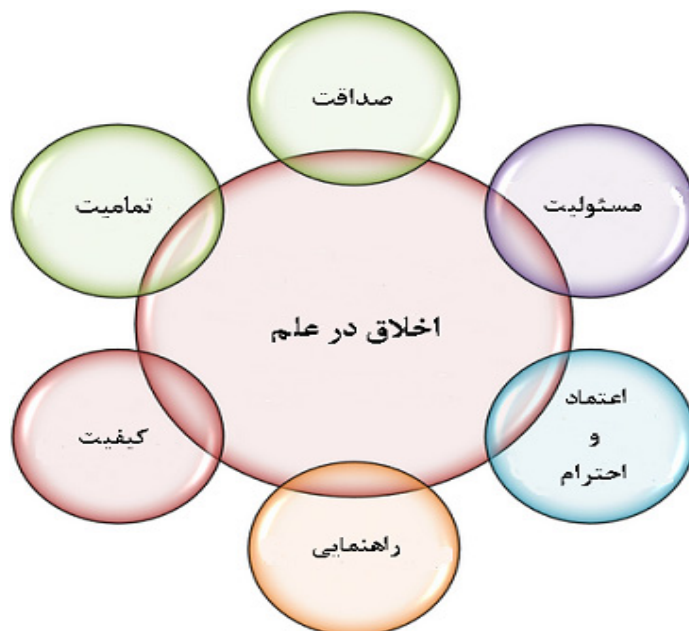 صداقت
مسئولیت
اعتماد
و
احترام
راهنمایی
کیفیت
تمامیت
اخلاق در علم